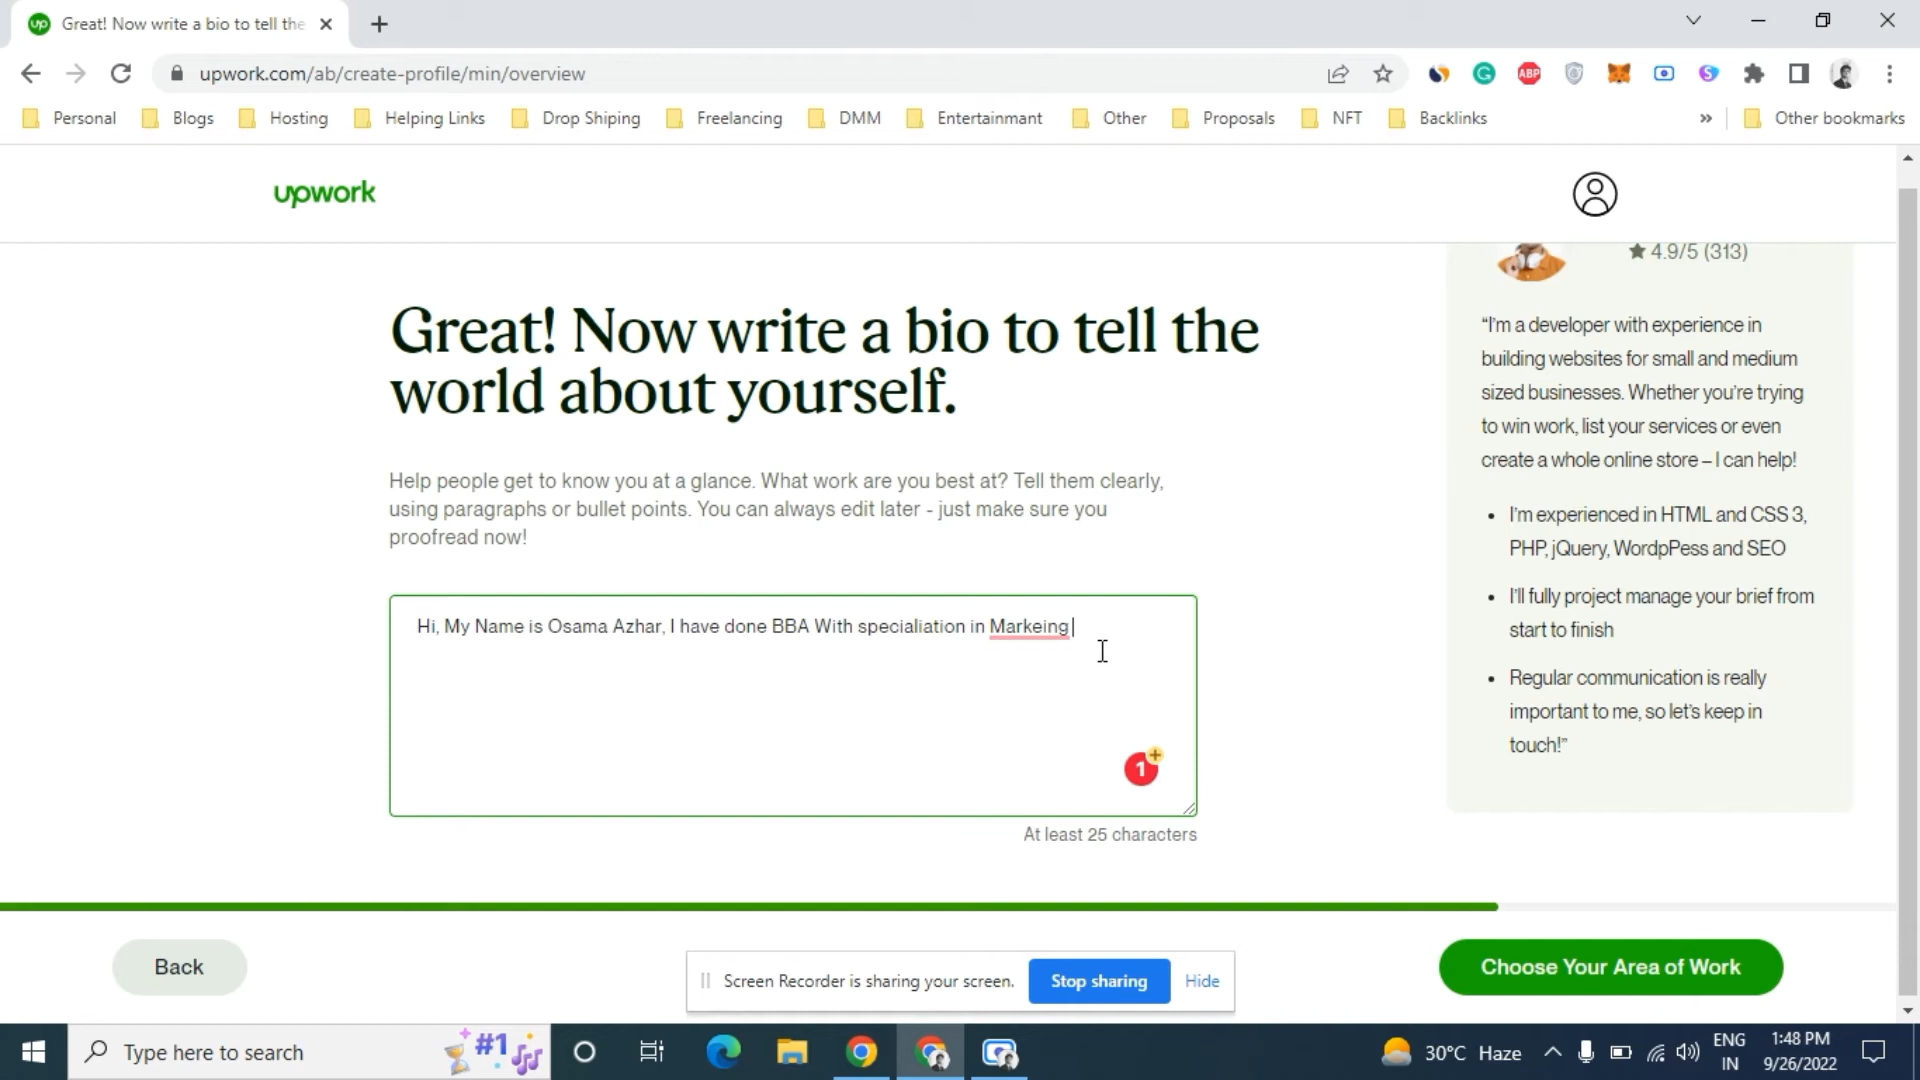 Great! Now write a bio to tell the
upwork.com/ab/create-profile/min/overview
ABP
Personal
Blogs
Hosting
Helping Links
Drop Shiping
Freelancing
DMM
Entertainmant
Other
Proposals
NFT
Backlinks
»
Other bookmarks
upwork
4.9/5 (313)
Great! Now write a bio to tell the
world about yourself.
Help people get to know you at a glance. What work are you best at? Tell them clearly,
using paragraphs or bullet points. You can always edit later - just make sure you
proofread now!
Hi, My Name is Osama Azhar, I have done BBA With specialiation in Markeing
1
At least 25 characters
“I’m a developer with experience in
building websites for small and medium
sized businesses. Whether you’re trying
to win work, list your services or even
create a whole online store – I can help!
• I’m experienced in HTML and CSS 3,
PHP, jQuery, WordpPess and SEO
• I’ll fully project manage your brief from
start to finish
• Regular communication is really
important to me, so let’s keep in
touch!”
Back
Screen Recorder is sharing your screen.
Stop sharing
Hide
Choose Your Area of Work
Type here to search
#1
30°C Haze
ENG
IN
1:48 PM
9/26/2022